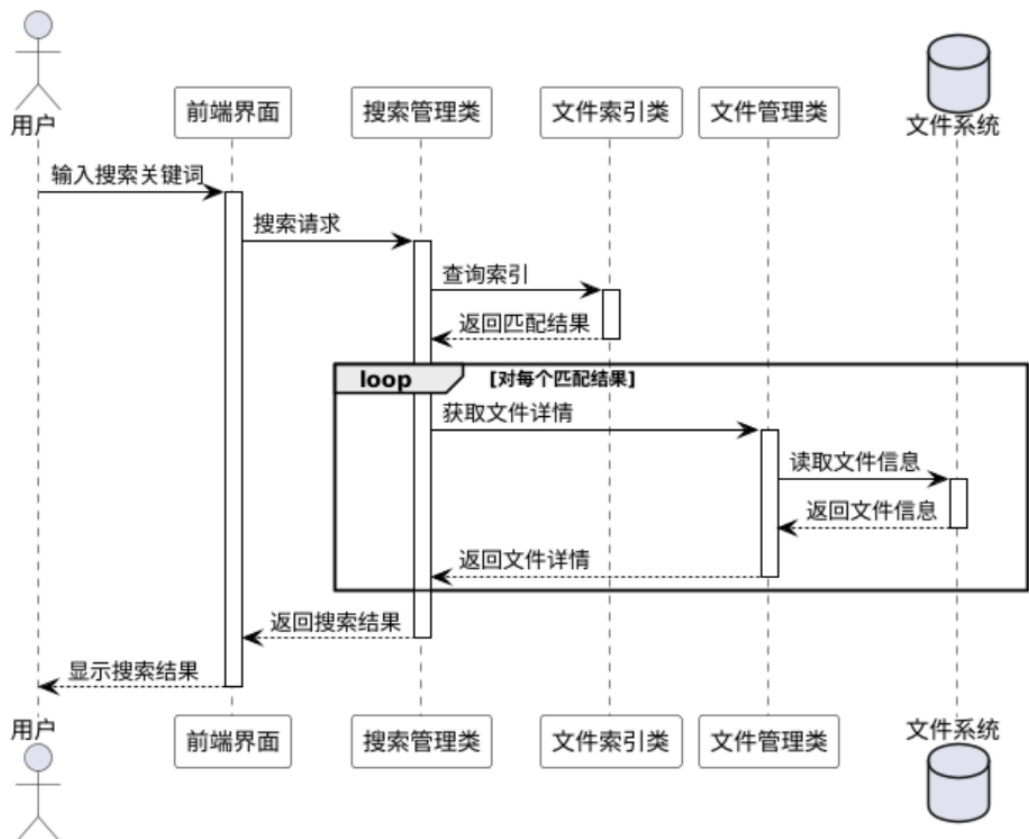 用户
前端界面
搜索管理类
文件索引类
文件管理类
文件系统
输入搜索关键词
搜索请求
查询索引
返回匹配结果
loop [对每个匹配结果]
获取文件详情
读取文件信息
返回文件信息
返回文件详情
返回搜索结果
显示搜索结果
用户
前端界面
搜索管理类
文件索引类
文件管理类
文件系统